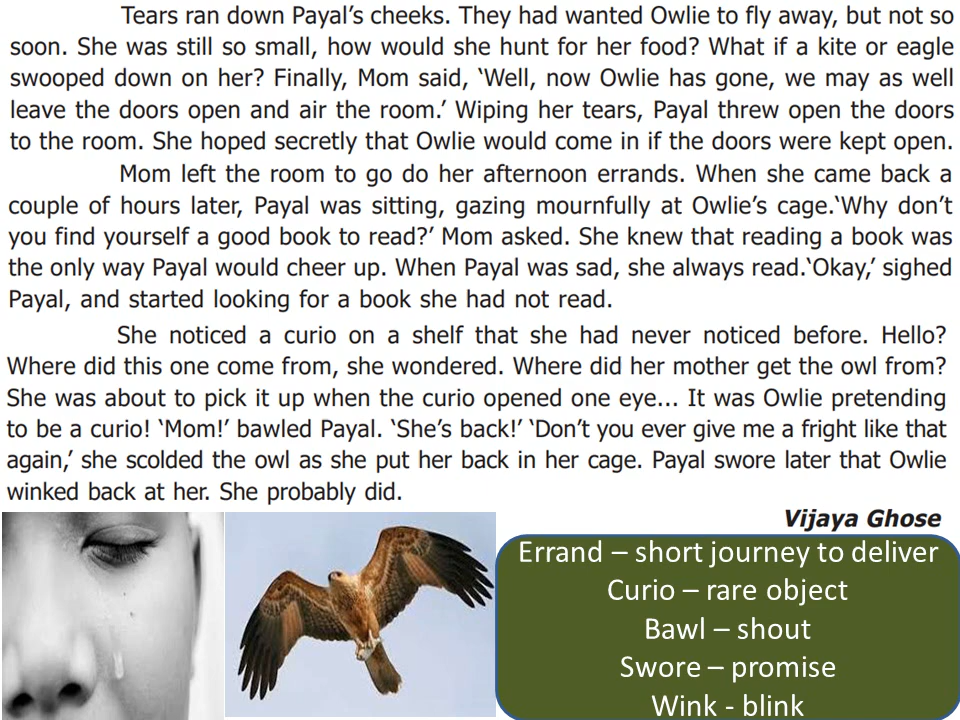 Tears ran down Payal’s cheeks. They had wanted Owlie to fly away, but not so
soon. She was still so small, how would she hunt for her food? What if a kite or eagle
swooped down on her? Finally, Mom said, ‘Well, now Owlie has gone, we may as well
leave the doors open and air the room.’ Wiping her tears, Payal threw open the doors
to the room. She hoped secretly that Owlie would come in if the doors were kept open.
Mom left the room to go do her afternoon errands. When she came back a
couple of hours later, Payal was sitting, gazing mournfully at Owlie’s cage.‘Why don’t
you find yourself a good book to read?’ Mom asked. She knew that reading a book was
the only way Payal would cheer up. When Payal was sad, she always read.‘Okay,’ sighed
Payal, and started looking for a book she had not read.
She noticed a curio on a shelf that she had never noticed before. Hello?
Where did this one come from, she wondered. Where did her mother get the owl from?
She was about to pick it up when the curio opened one eye... It was Owlie pretending
to be a curio! ‘Mom!’ bawled Payal. ‘She’s back!’ ‘Don’t you ever give me a fright like that
again,’ she scolded the owl as she put her back in her cage. Payal swore later that Owlie
winked back at her. She probably did.
Vijaya Ghose
Errand – short journey to deliver
Curio – rare object
Bawl – shout
Swore – promise
Wink - blink